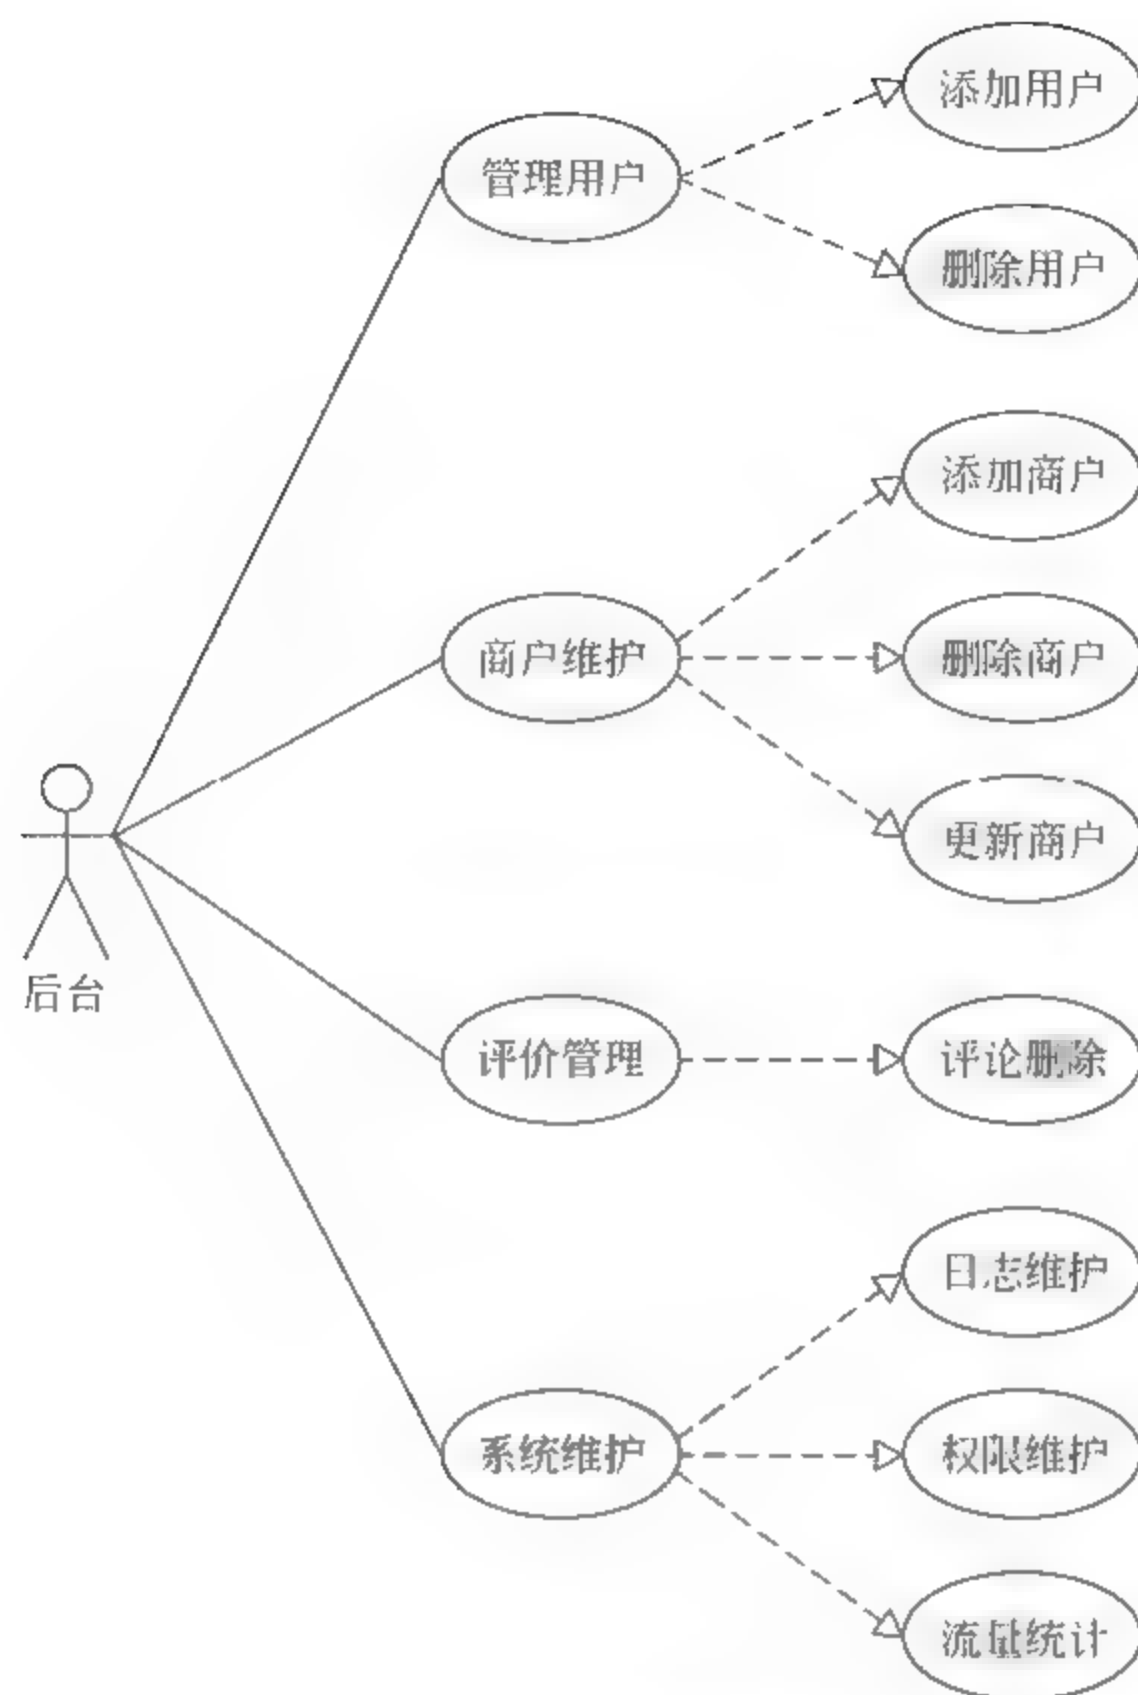 添加用户
管理用户
删除用户
添加商户
商户维护
删除商户
更新商户
后台
评价管理
评论删除
日志维护
系统维护
权限维护
流量统计